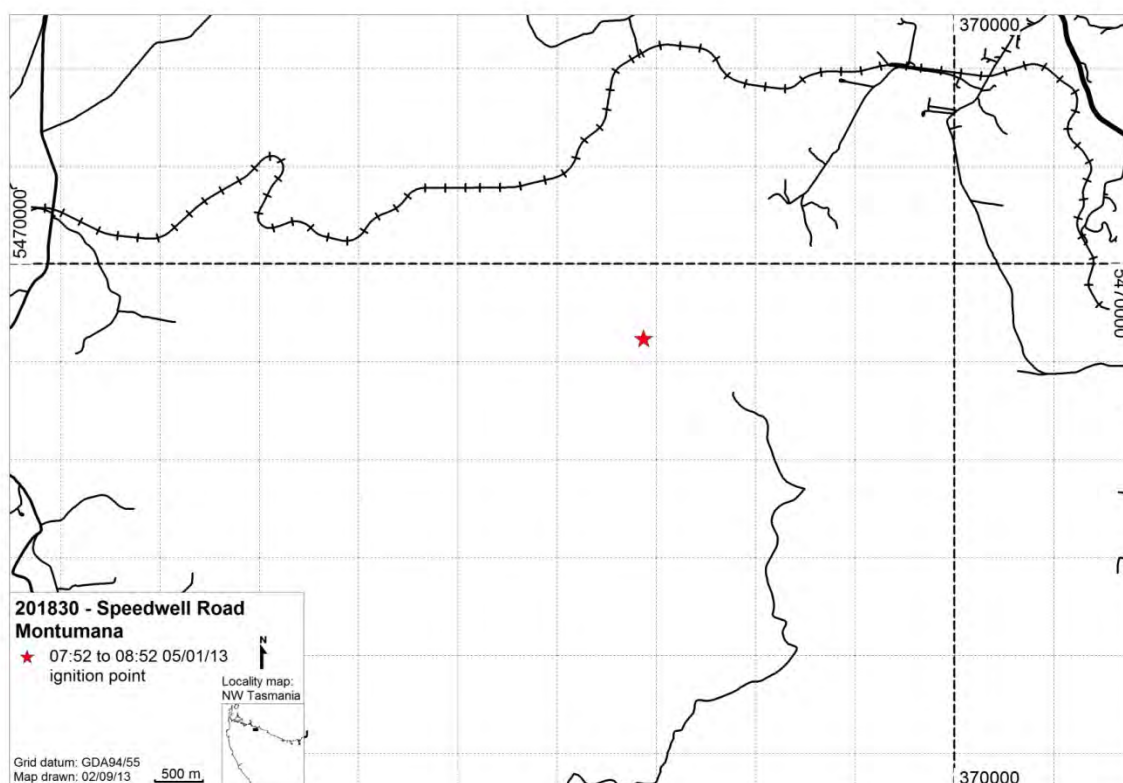 370000
5470000
5470000
201830 - Speedwell Road
Montumana
07:52 to 08:52 05/01/13
ignition point
N
Locality map:
NW Tasmania
Grid datum: GDA94/55
Map drawn: 02/09/13
500 m
370000